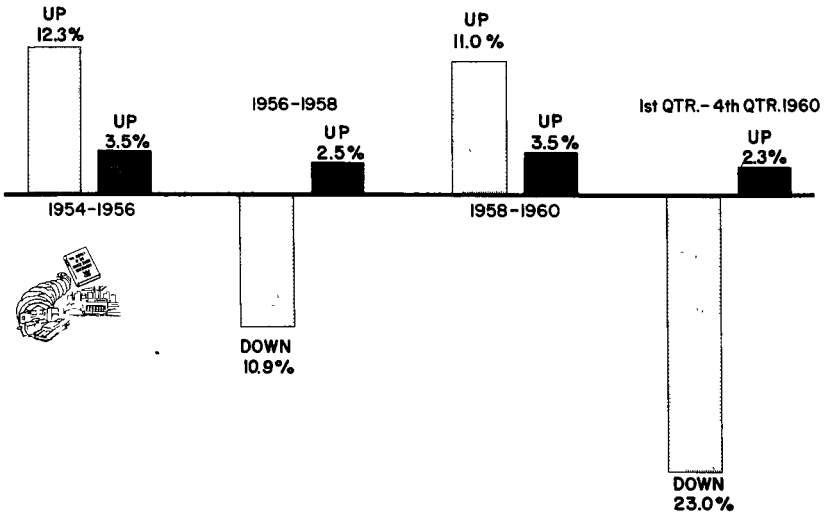 UP
12.3%
UP
3.5%
1954–1956
1956–1958
UP
2.5%
DOWN
10.9%
UP
11.0 %
UP
3.5%
1958–1960
1st QTR.– 4th QTR.1960
UP
2.3%
DOWN
23.0%